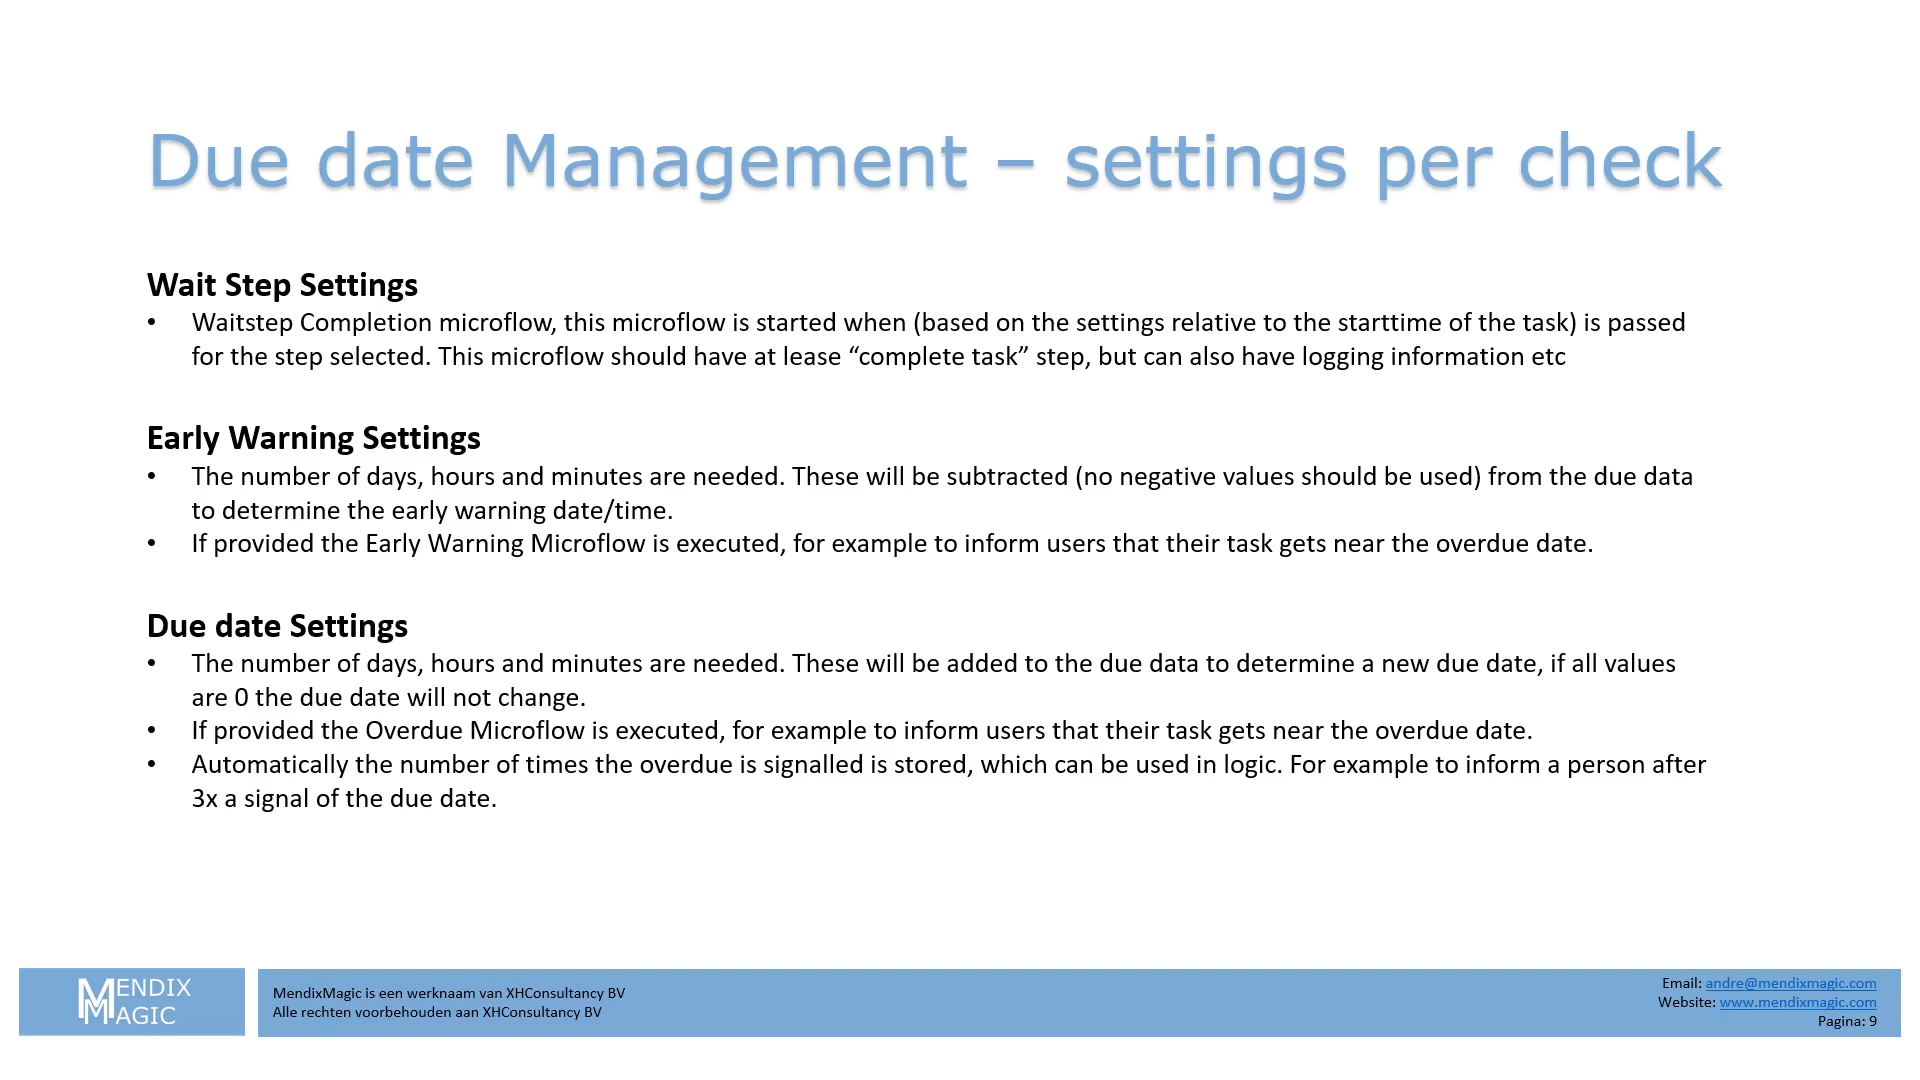 Due date Management – settings per check
Wait Step Settings
• Waitstep Completion microflow, this microflow is started when (based on the settings relative to the starttime of the task) is passed
for the step selected. This microflow should have at lease “complete task” step, but can also have logging information etc
Early Warning Settings
• The number of days, hours and minutes are needed. These will be subtracted (no negative values should be used) from the due data
to determine the early warning date/time.
• If provided the Early Warning Microflow is executed, for example to inform users that their task gets near the overdue date.
Due date Settings
• The number of days, hours and minutes are needed. These will be added to the due data to determine a new due date, if all values
are 0 the due date will not change.
• If provided the Overdue Microflow is executed, for example to inform users that their task gets near the overdue date.
• Automatically the number of times the overdue is signalled is stored, which can be used in logic. For example to inform a person after
3x a signal of the due date.
MENDIX
MAGIC
MendixMagic is een werknaam van XHConsultancy BV
Alle rechten voorbehouden aan XHConsultancy BV
Email: andre@mendixmagic.com
Website: www.mendixmagic.com
Pagina: 9